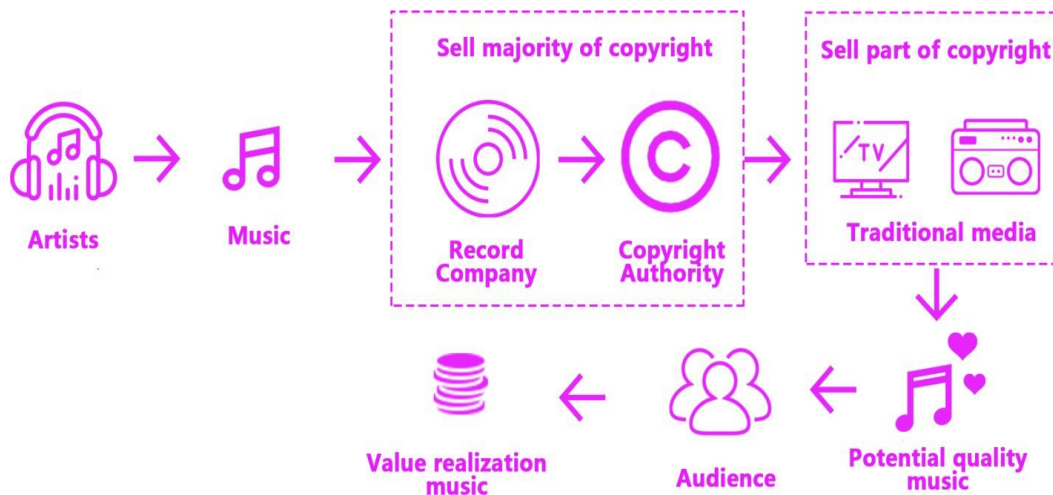 Sell majority of copyright
Sell part of copyright
TV
Artists
Music
Record
Company
Copyright
Authority
Traditional media
C
Value realization
music
Audience
Potential quality
music